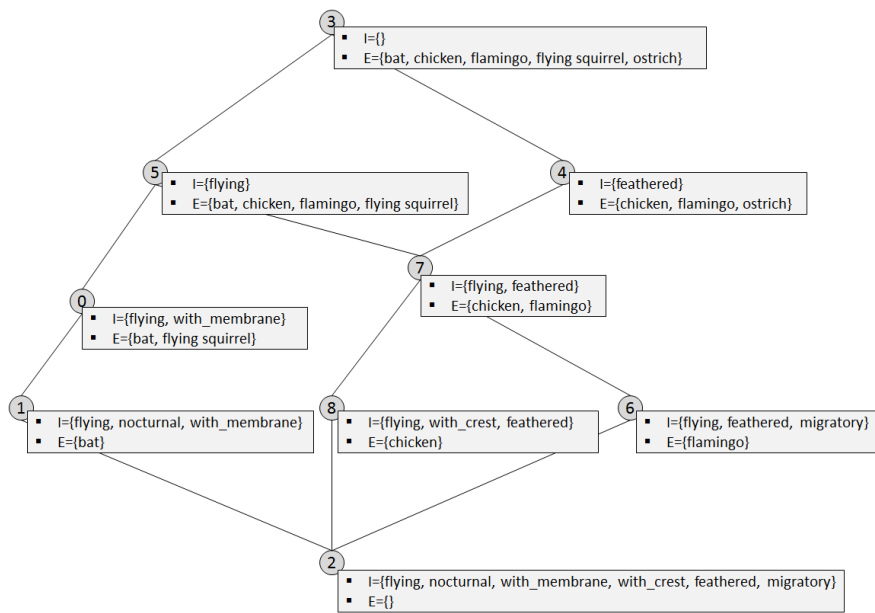 3
▪ I={}
▪ E={bat, chicken, flamingo, flying squirrel, ostrich}
5
▪ I={flying}
▪ E={bat, chicken, flamingo, flying squirrel}
4
▪ I={feathered}
▪ E={chicken, flamingo, ostrich}
7
▪ I={flying, feathered}
▪ E={chicken, flamingo}
0
▪ I={flying, with_membrane}
▪ E={bat, flying squirrel}
1
▪ I={flying, nocturnal, with_membrane}
▪ E={bat}
8
▪ I={flying, with_crest, feathered}
▪ E={chicken}
6
▪ I={flying, feathered, migratory}
▪ E={flamingo}
2
▪ I={flying, nocturnal, with_membrane, with_crest, feathered, migratory}
▪ E={}